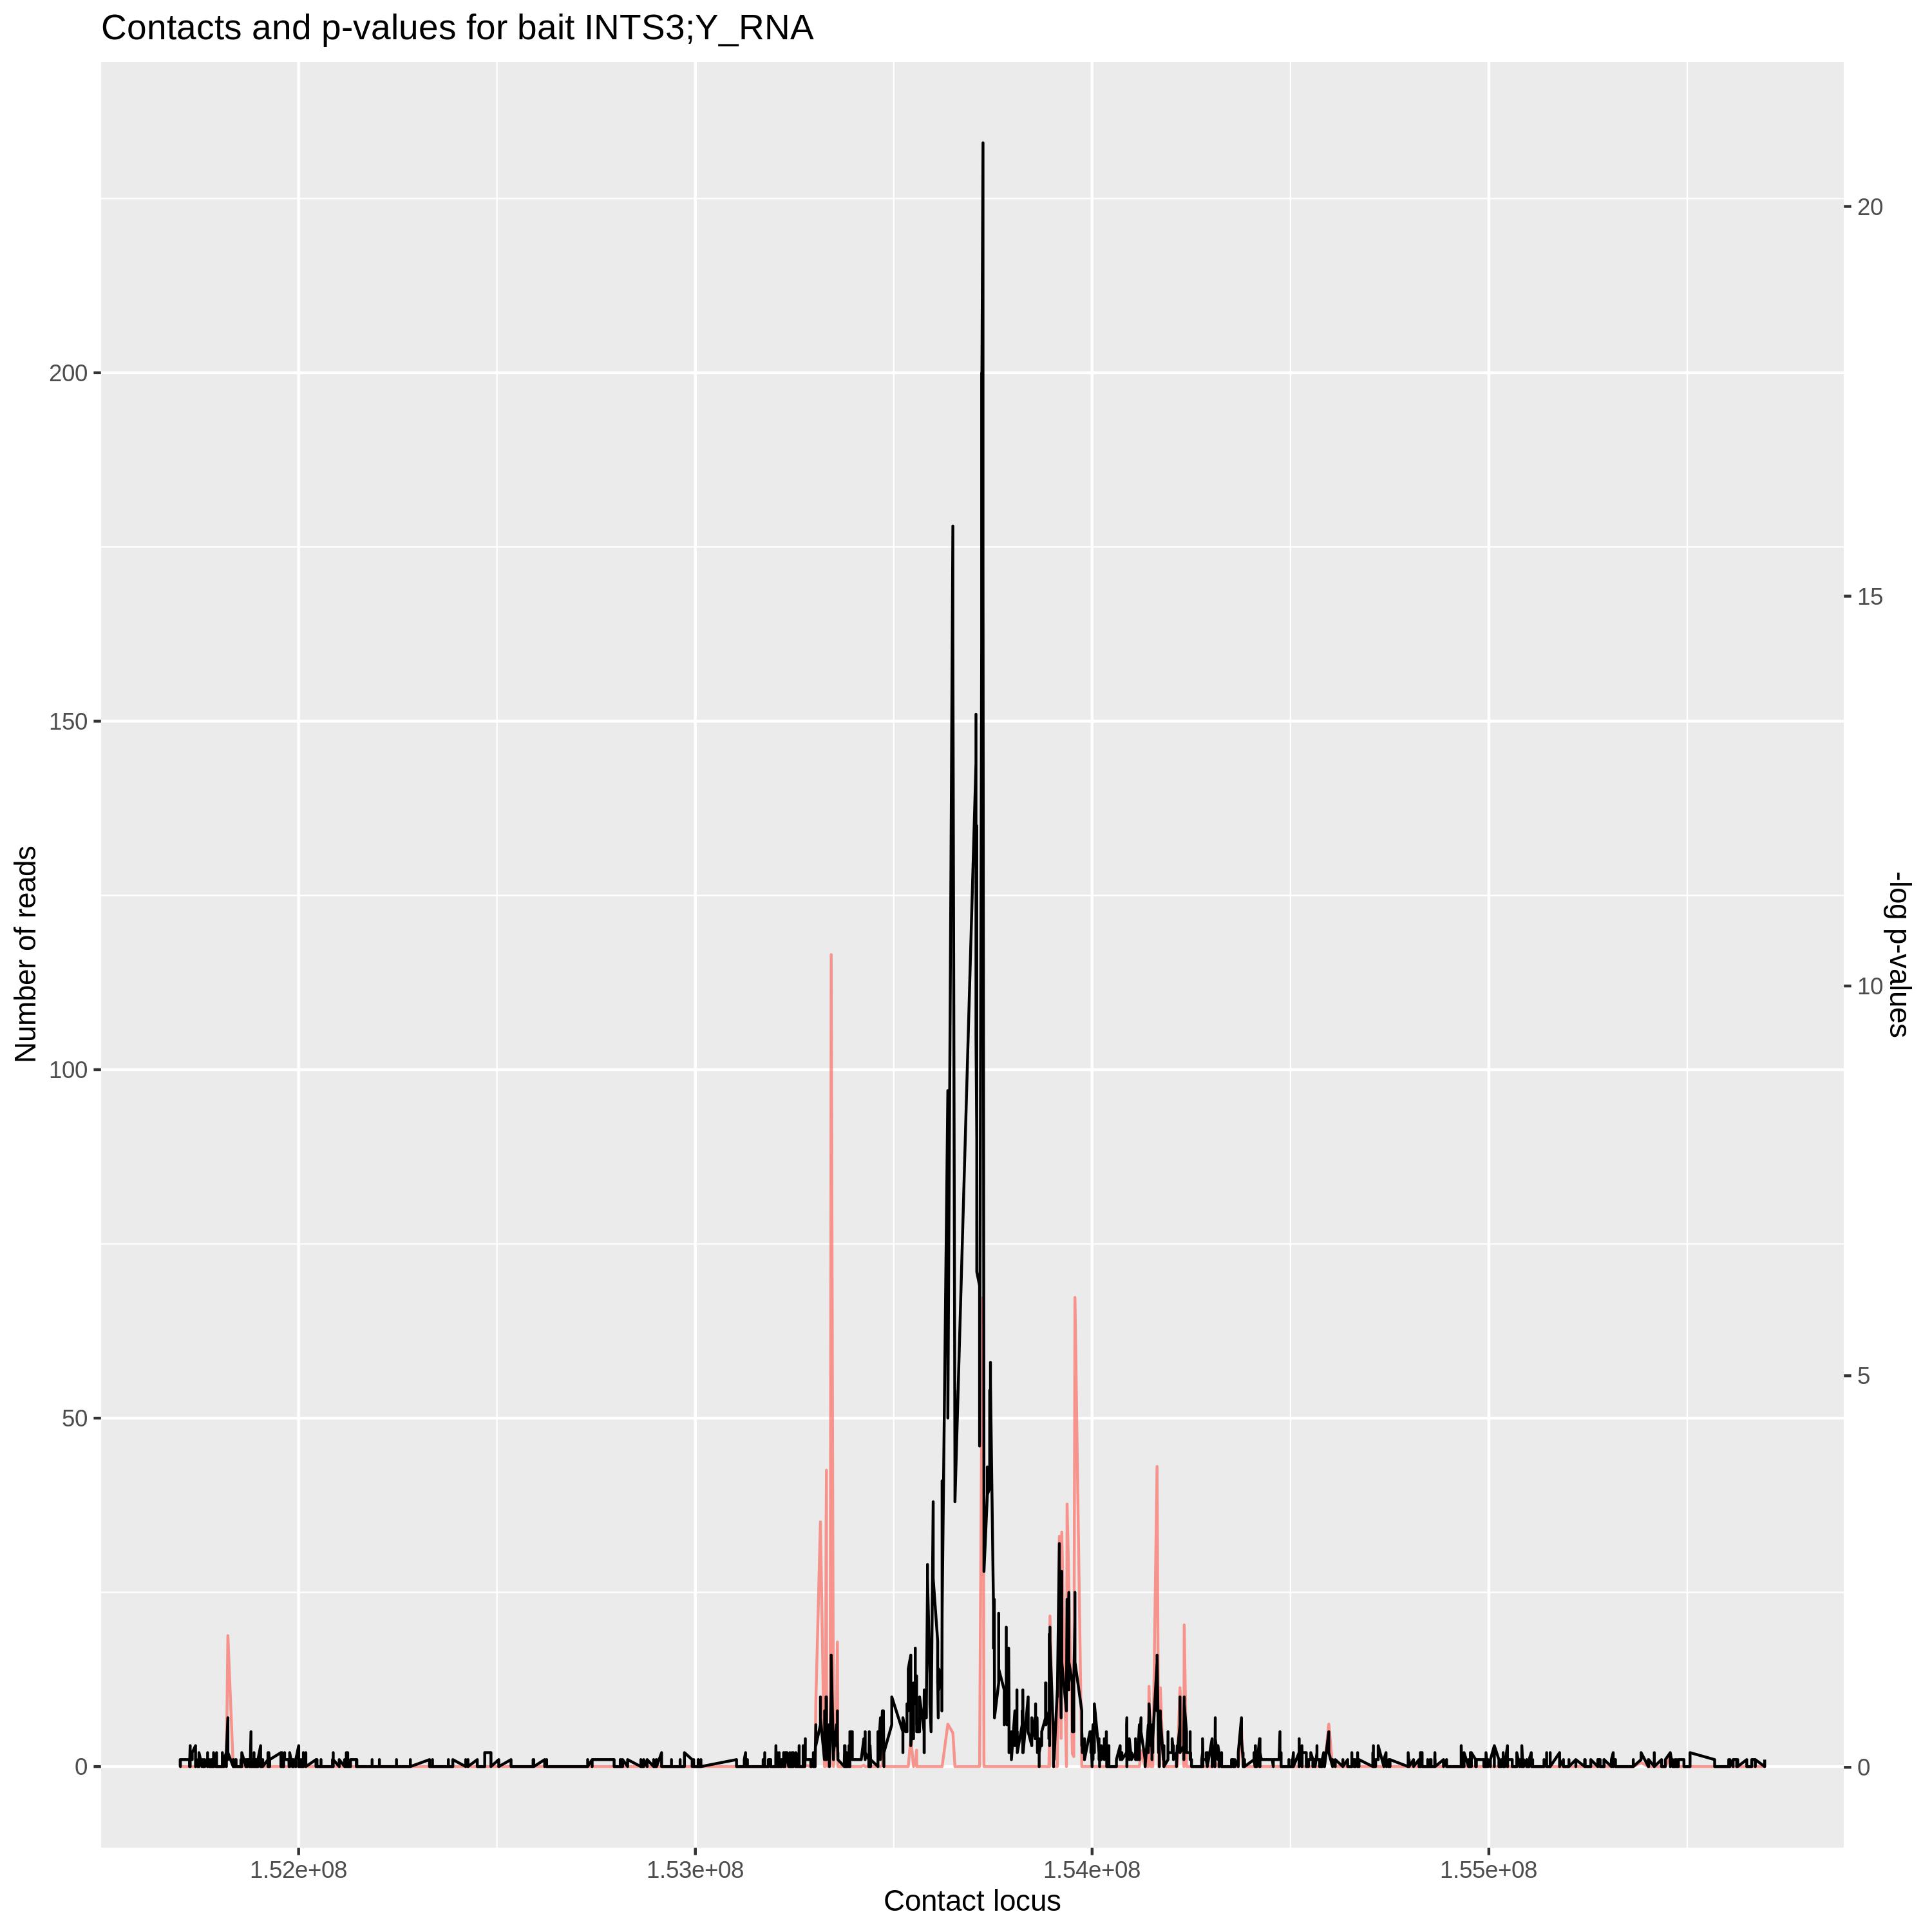 Contacts and p-values for bait INTS3;Y_RNA
200
150
100
50
0
Number of reads
20
15
10
5
0
-log p-values
1.52e+08
1.53e+08
1.54e+08
1.55e+08
Contact locus